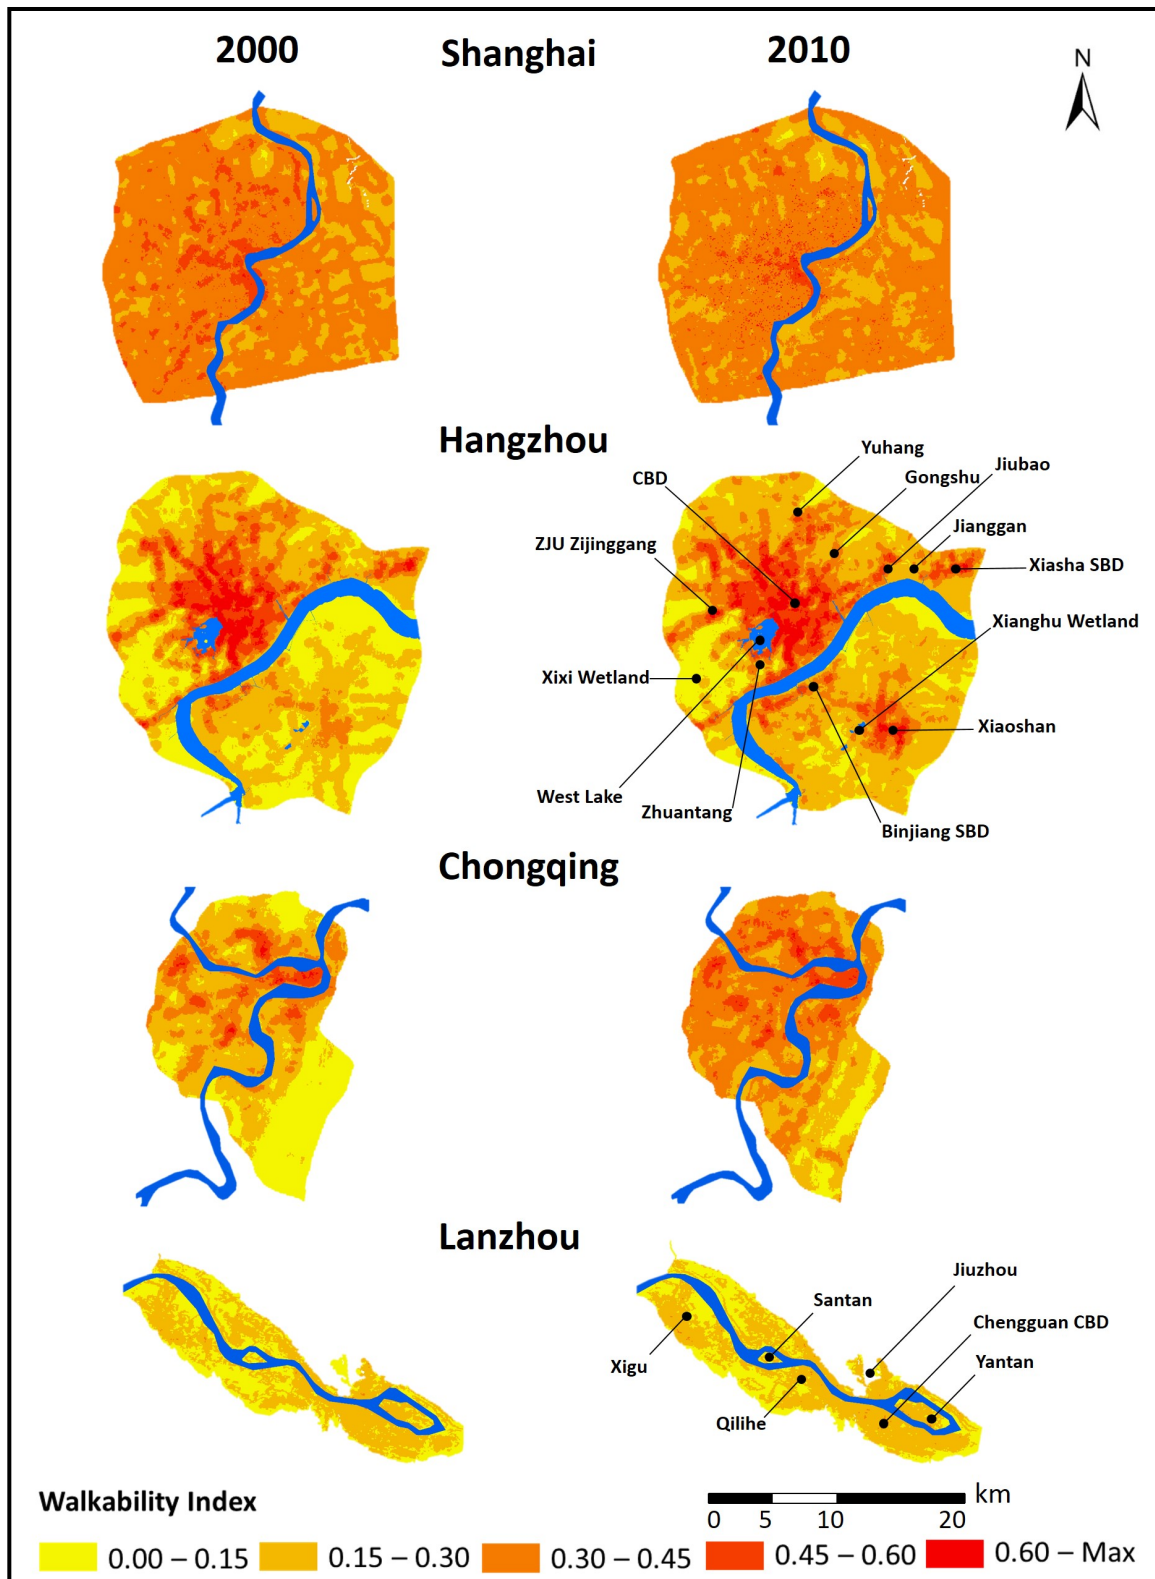 2000
Shanghai
2010
N
Hangzhou
Yuhang
CBD
Gongshu
Jiubao
Jianggan
ZJU Zijinggang
Xiasha SBD
Xianghu Wetland
Xixi Wetland
Xiaoshan
West Lake
Zhuantang
Binjiang SBD
Chongqing
Lanzhou
Jiuzhou
Santan
Chengguan CBD
Xigu
Yantan
Qilihe
Walkability Index
km
0 5 10 20
0.00 – 0.15 0.15 – 0.30 0.30 – 0.45 0.45 – 0.60 0.60 – Max